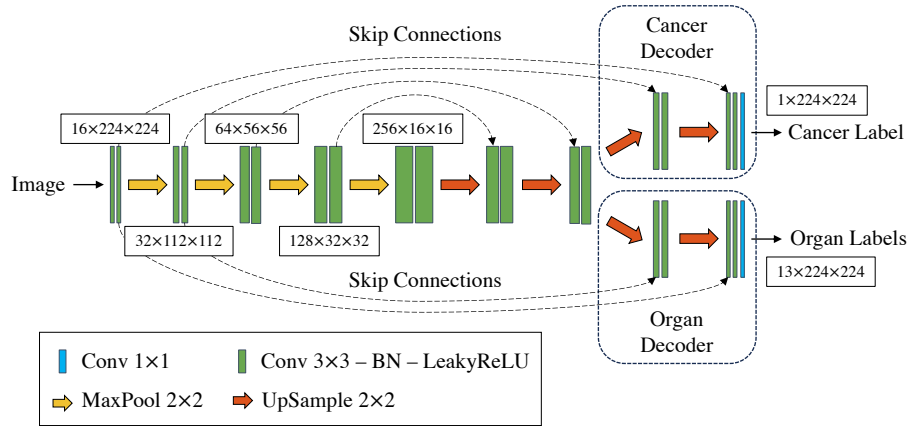 Skip Connections
Cancer
Decoder
16×224×224
64×56×56
256×16×16
1×224×224
Cancer Label
Image
32×112×112
128×32×32
Organ Labels
13×224×224
Skip Connections
Organ
Decoder
Conv 1×1
Conv 3×3 – BN – LeakyReLU
MaxPool 2×2
UpSample 2×2